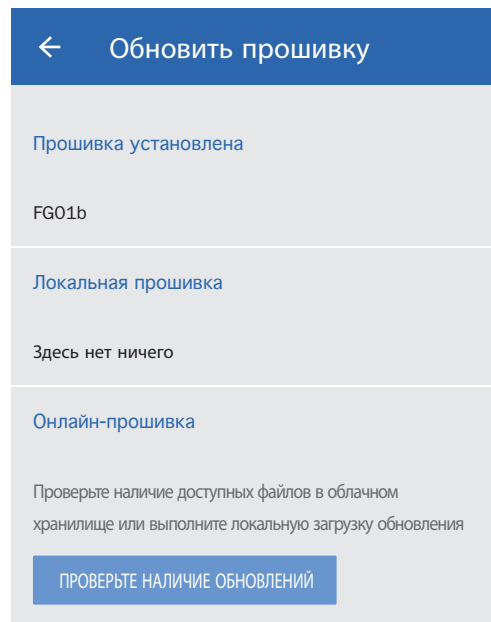 Обновить прошивку
Прошивка установлена
FG01b
Локальная прошивка
Здесь нет ничего
Онлайн-прошивка
Проверьте наличие доступных файлов в облачном
хранилище или выполните локальную загрузку обновления
ПРОВЕРЬТЕ НАЛИЧИЕ ОБНОВЛЕНИЙ